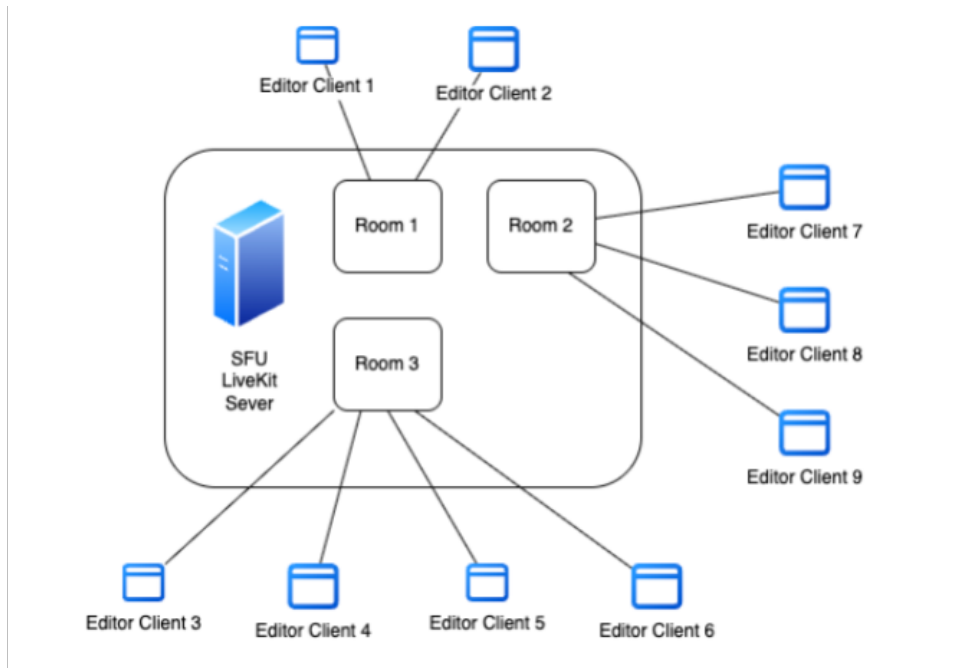 Editor Client 1
Editor Client 2
Room 1
Room 2
Editor Client 7
SFU
LiveKit
Sever
Room 3
Editor Client 8
Editor Client 9
Editor Client 3
Editor Client 4
Editor Client 5
Editor Client 6